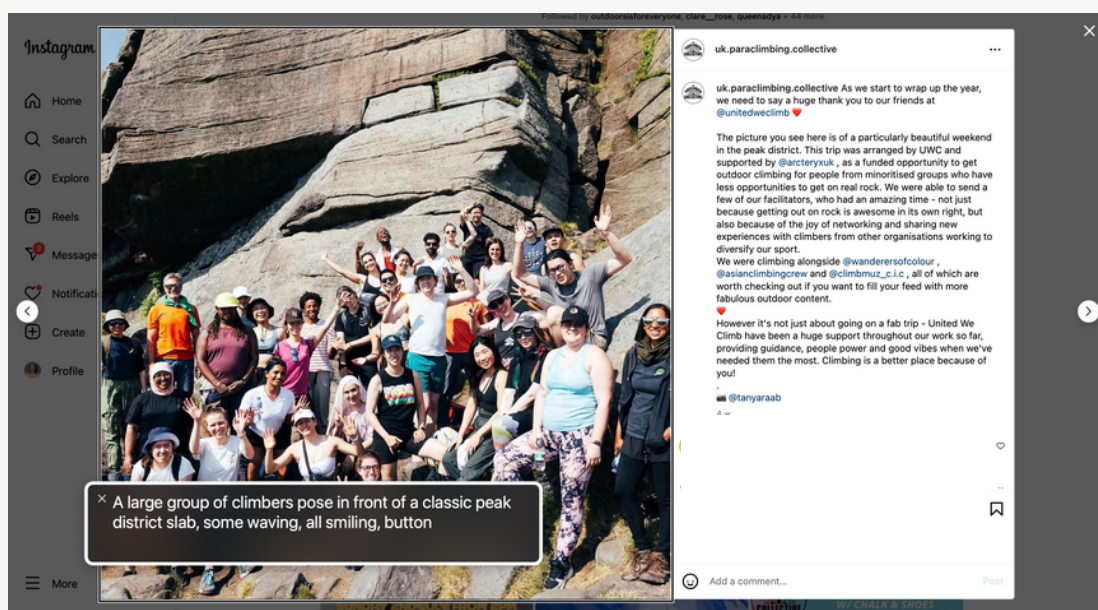 Followed by outdoorsisforeveryone, clare__rose, queenadya + 44 more
Instagram
Home
Search
Explore
Reels
Message
Notificati
Create
Profile
More
A large group of climbers pose in front of a classic peak
district slab, some waving, all smiling, button
uk.paraclimbing.collective
uk.paraclimbing.collective As we start to wrap up the year,
we need to say a huge thank you to our friends at
@unitedweclimb ❤️
The picture you see here is of a particularly beautiful weekend
in the peak district. This trip was arranged by UWC and
supported by @arcteryxuk , as a funded opportunity to get
outdoor climbing for people from minoritised groups who have
less opportunities to get on real rock. We were able to send a
few of our facilitators, who had an amazing time - not just
because getting out on rock is awesome in its own right, but
also because of the joy of networking and sharing new
experiences with climbers from other organisations working to
diversify our sport.
We were climbing alongside @wanderersofcolour ,
@asianclimbingcrew and @climbmuz_c.i.c , all of which are
worth checking out if you want to fill your feed with more
fabulous outdoor content.
❤️
However it's not just about going on a fab trip - United We
Climb have been a huge support throughout our work so far,
providing guidance, people power and good vibes when we've
needed them the most. Climbing is a better place because of
you!
.
📷 @tanyaraab
Add a comment...
Post
W/ CHALK & SHOES